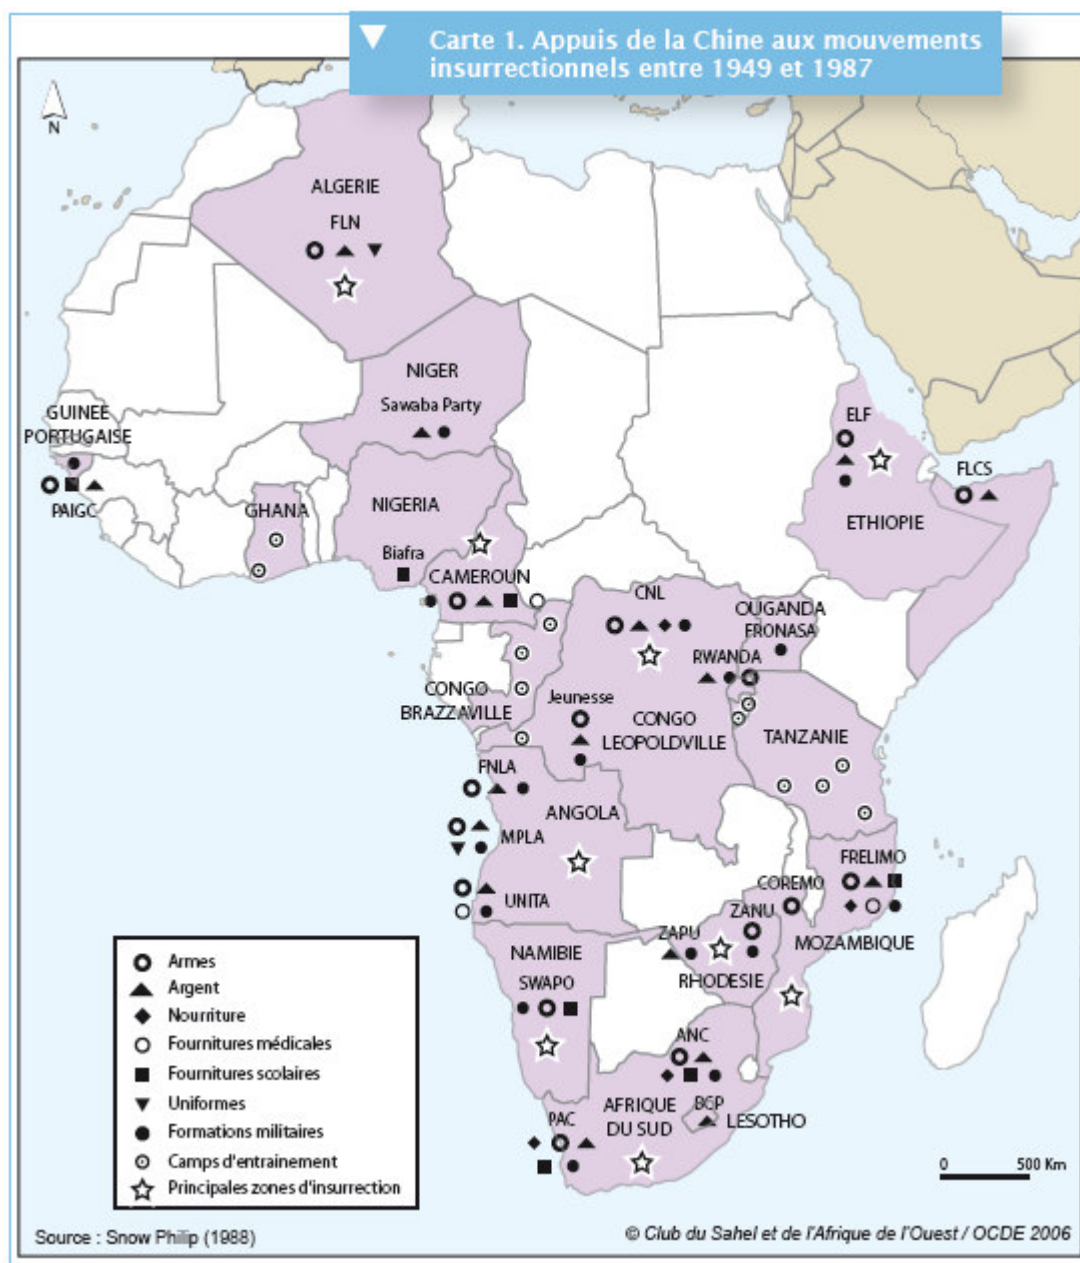 Carte 1. Appuis de la Chine aux mouvements
insurrectionnels entre 1949 et 1987
N
ALGERIE
FLN
NIGER
Sawaba Party
GUINEE
PORTUGAISE
PAIGC
GHANA
NIGERIA
Biafra
CAMEROUN
ELF
FLCS
ETHIOPIE
CNL
OUGANDA
FRONASA
RWANDA
CONGO
BRAZZAVILLE
Jeunesse
CONGO
LEOPOLDVILLE
TANZANIE
FNLA
ANGOLA
MPLA
UNITA
FRELIMO
COREMO
ZANU
ZAPU
MOZAMBIQUE
RHODESIE
NAMIBIE
SWAPO
ANC
AFRIQUE
DU SUD
BCP
LESOTHO
PAC
Armes
Argent
Nourriture
Fournitures médicales
Fournitures scolaires
Uniformes
Formations militaires
Camps d'entrainement
Principales zones d'insurrection
0 500 Km
Source : Snow Philip (1988)
© Club du Sahel et de l'Afrique de l'Ouest / OCDE 2006